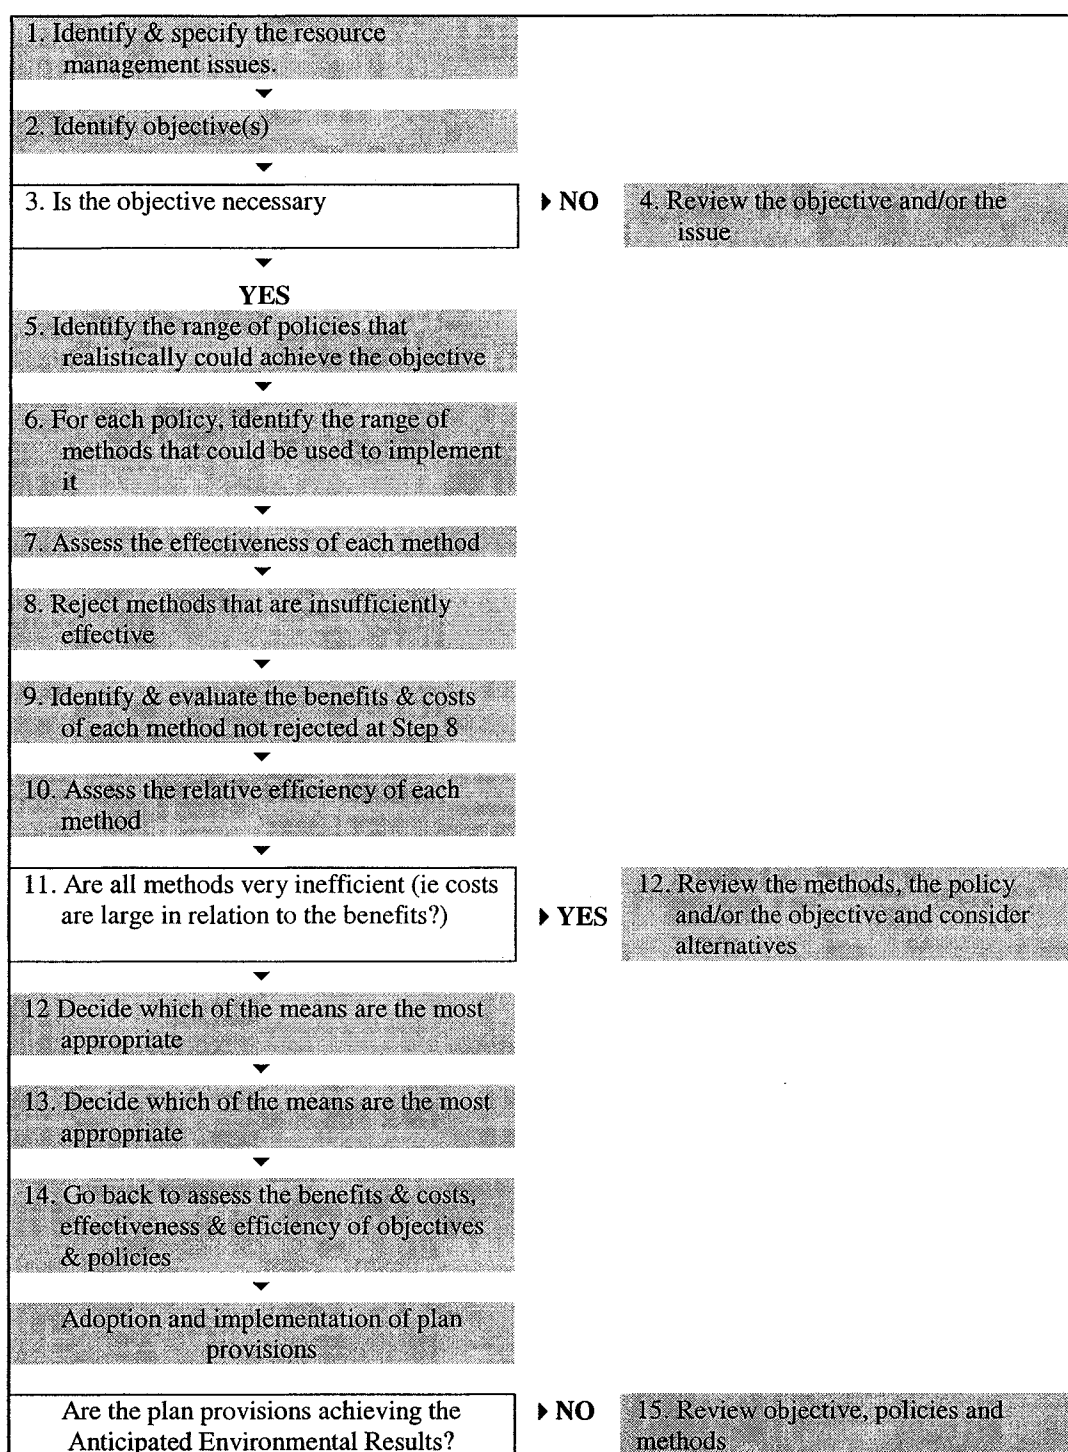 1. Identify & specify the resource
management issues.
2. Identify objective(s)
3. Is the objective necessary
NO
4. Review the objective and/or the
issue
YES
5. Identify the range of policies that
realistically could achieve the objective
6. For each policy, identify the range of
methods that could be used to implement
it
7. Assess the effectiveness of each method
8. Reject methods that are insufficiently
effective
9. Identify & evaluate the benefits & costs
of each method not rejected at Step 8
10. Assess the relative efficiency of each
method
11. Are all methods very inefficient (ie costs
are large in relation to the benefits?)
YES
12. Review the methods, the policy
and/or the objective and consider
alternatives
12 Decide which of the means are the most
appropriate
13. Decide which of the means are the most
appropriate
14. Go back to assess the benefits & costs,
effectiveness & efficiency of objectives
& policies
Adoption and implementation of plan
provisions
Are the plan provisions achieving the
Anticipated Environmental Results?
NO
15. Review objective, policies and
methods